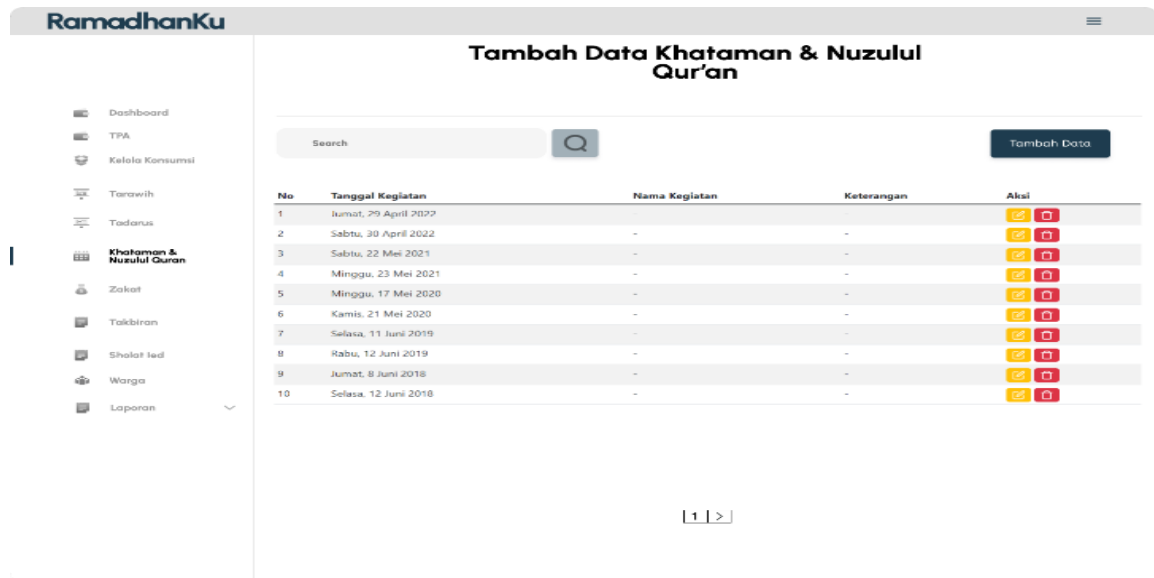 RamadhanKu
Tambah Data Khataman & Nuzulul
Qur'an
Dashboard
TPA
Kelola Konsumsi
Tarawih
Tadarus
Khataman &
Nuzulul Quran
Zakat
Takbiran
Sholat Ied
Warga
Laporan
Search
Tambah Data
No Tanggal Kegiatan Nama Kegiatan Keterangan Aksi
1 Jumat, 29 April 2022 - -
2 Sabtu, 30 April 2022 - -
3 Sabtu, 22 Mei 2021 - -
4 Minggu, 23 Mei 2021 - -
5 Minggu, 17 Mei 2020 - -
6 Kamis, 21 Mei 2020 - -
7 Selasa, 11 Juni 2019 - -
8 Rabu, 12 Juni 2019 - -
9 Jumat, 8 Juni 2018 - -
10 Selasa, 12 Juni 2018 - -
1 >